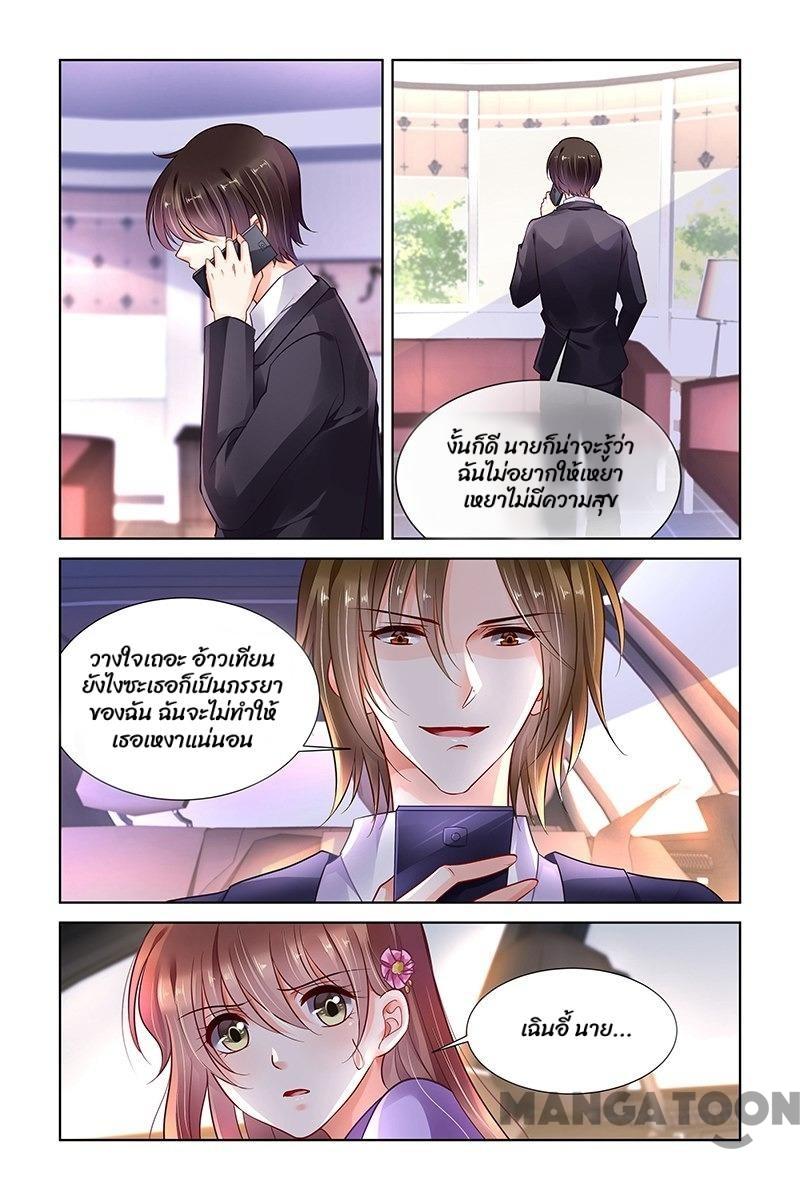 งั้นก็ดี นายก็น่าจะรู้ว่า
ฉันไม่อยากให้เหยา
เหยาไม่มีความสุข
วางใจเถอะ อ้าวเทียน
ยังไงซะเธอก็เป็นภรรยา
ของฉัน ฉันจะไม่ทำให้
เธอเหงาแน่นอน
เฉินอี้ นาย...
MANGATOON